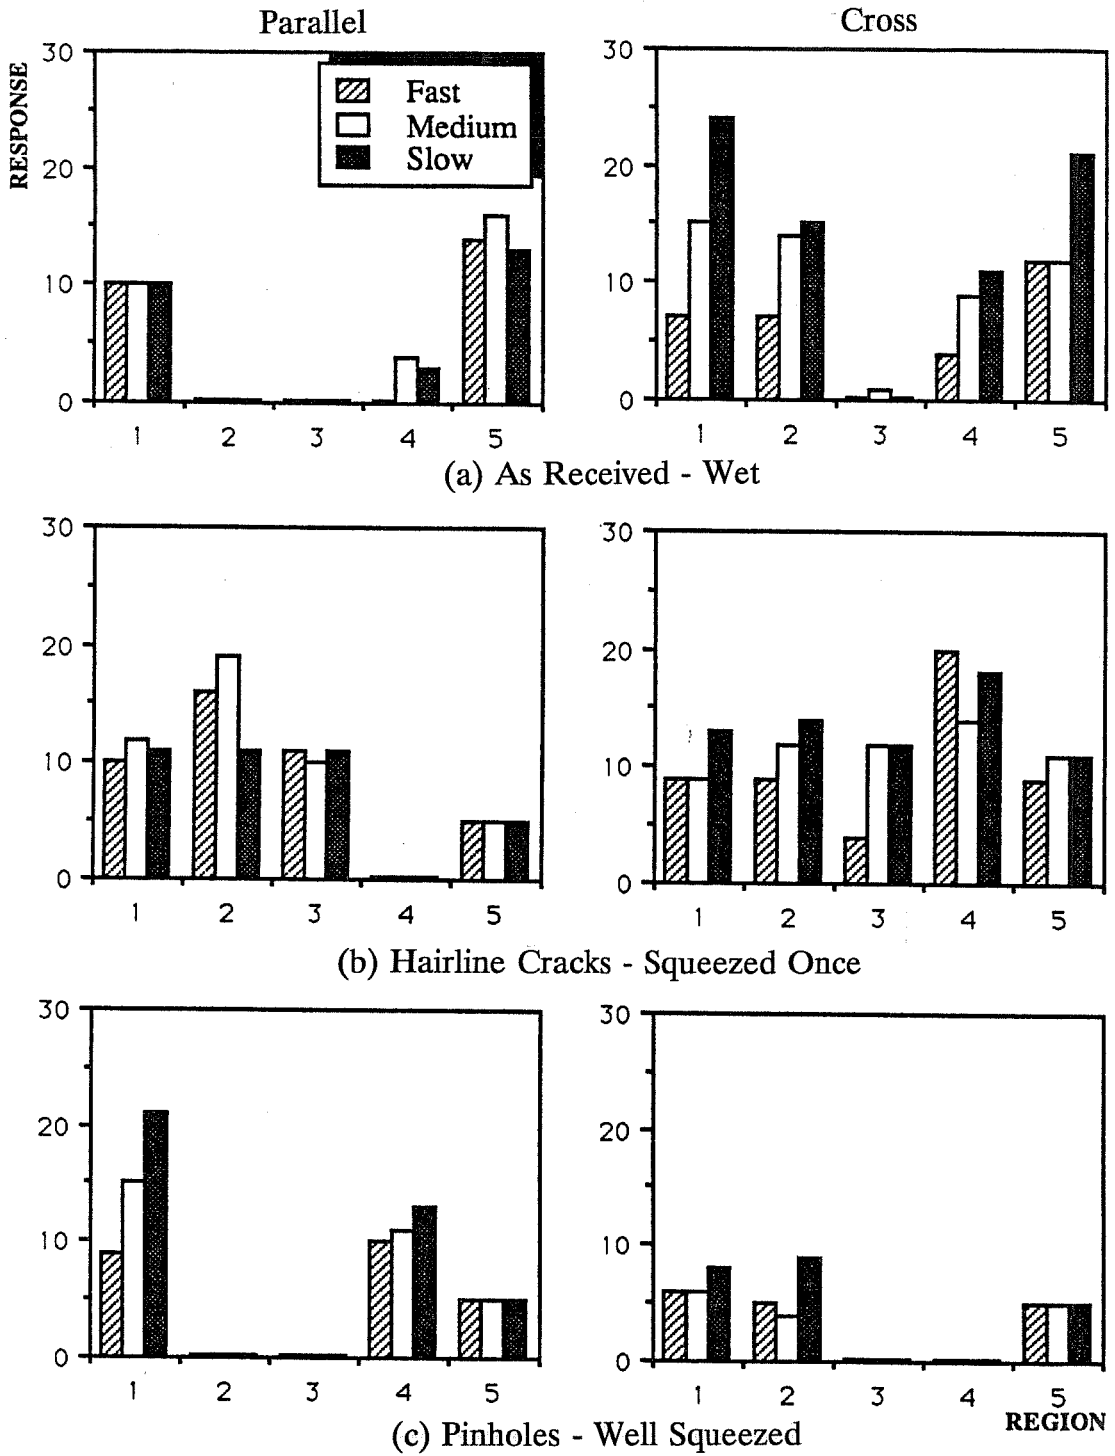 Parallel
Cross
RESPONSE
30
20
10
0
Fast
Medium
Slow
1 2 3 4 5
30
20
10
0
1 2 3 4 5
(a) As Received - Wet
30
20
10
0
1 2 3 4 5
30
20
10
0
1 2 3 4 5
(b) Hairline Cracks - Squeezed Once
30
20
10
0
1 2 3 4 5
30
20
10
0
1 2 3 4 5
REGION
(c) Pinholes - Well Squeezed